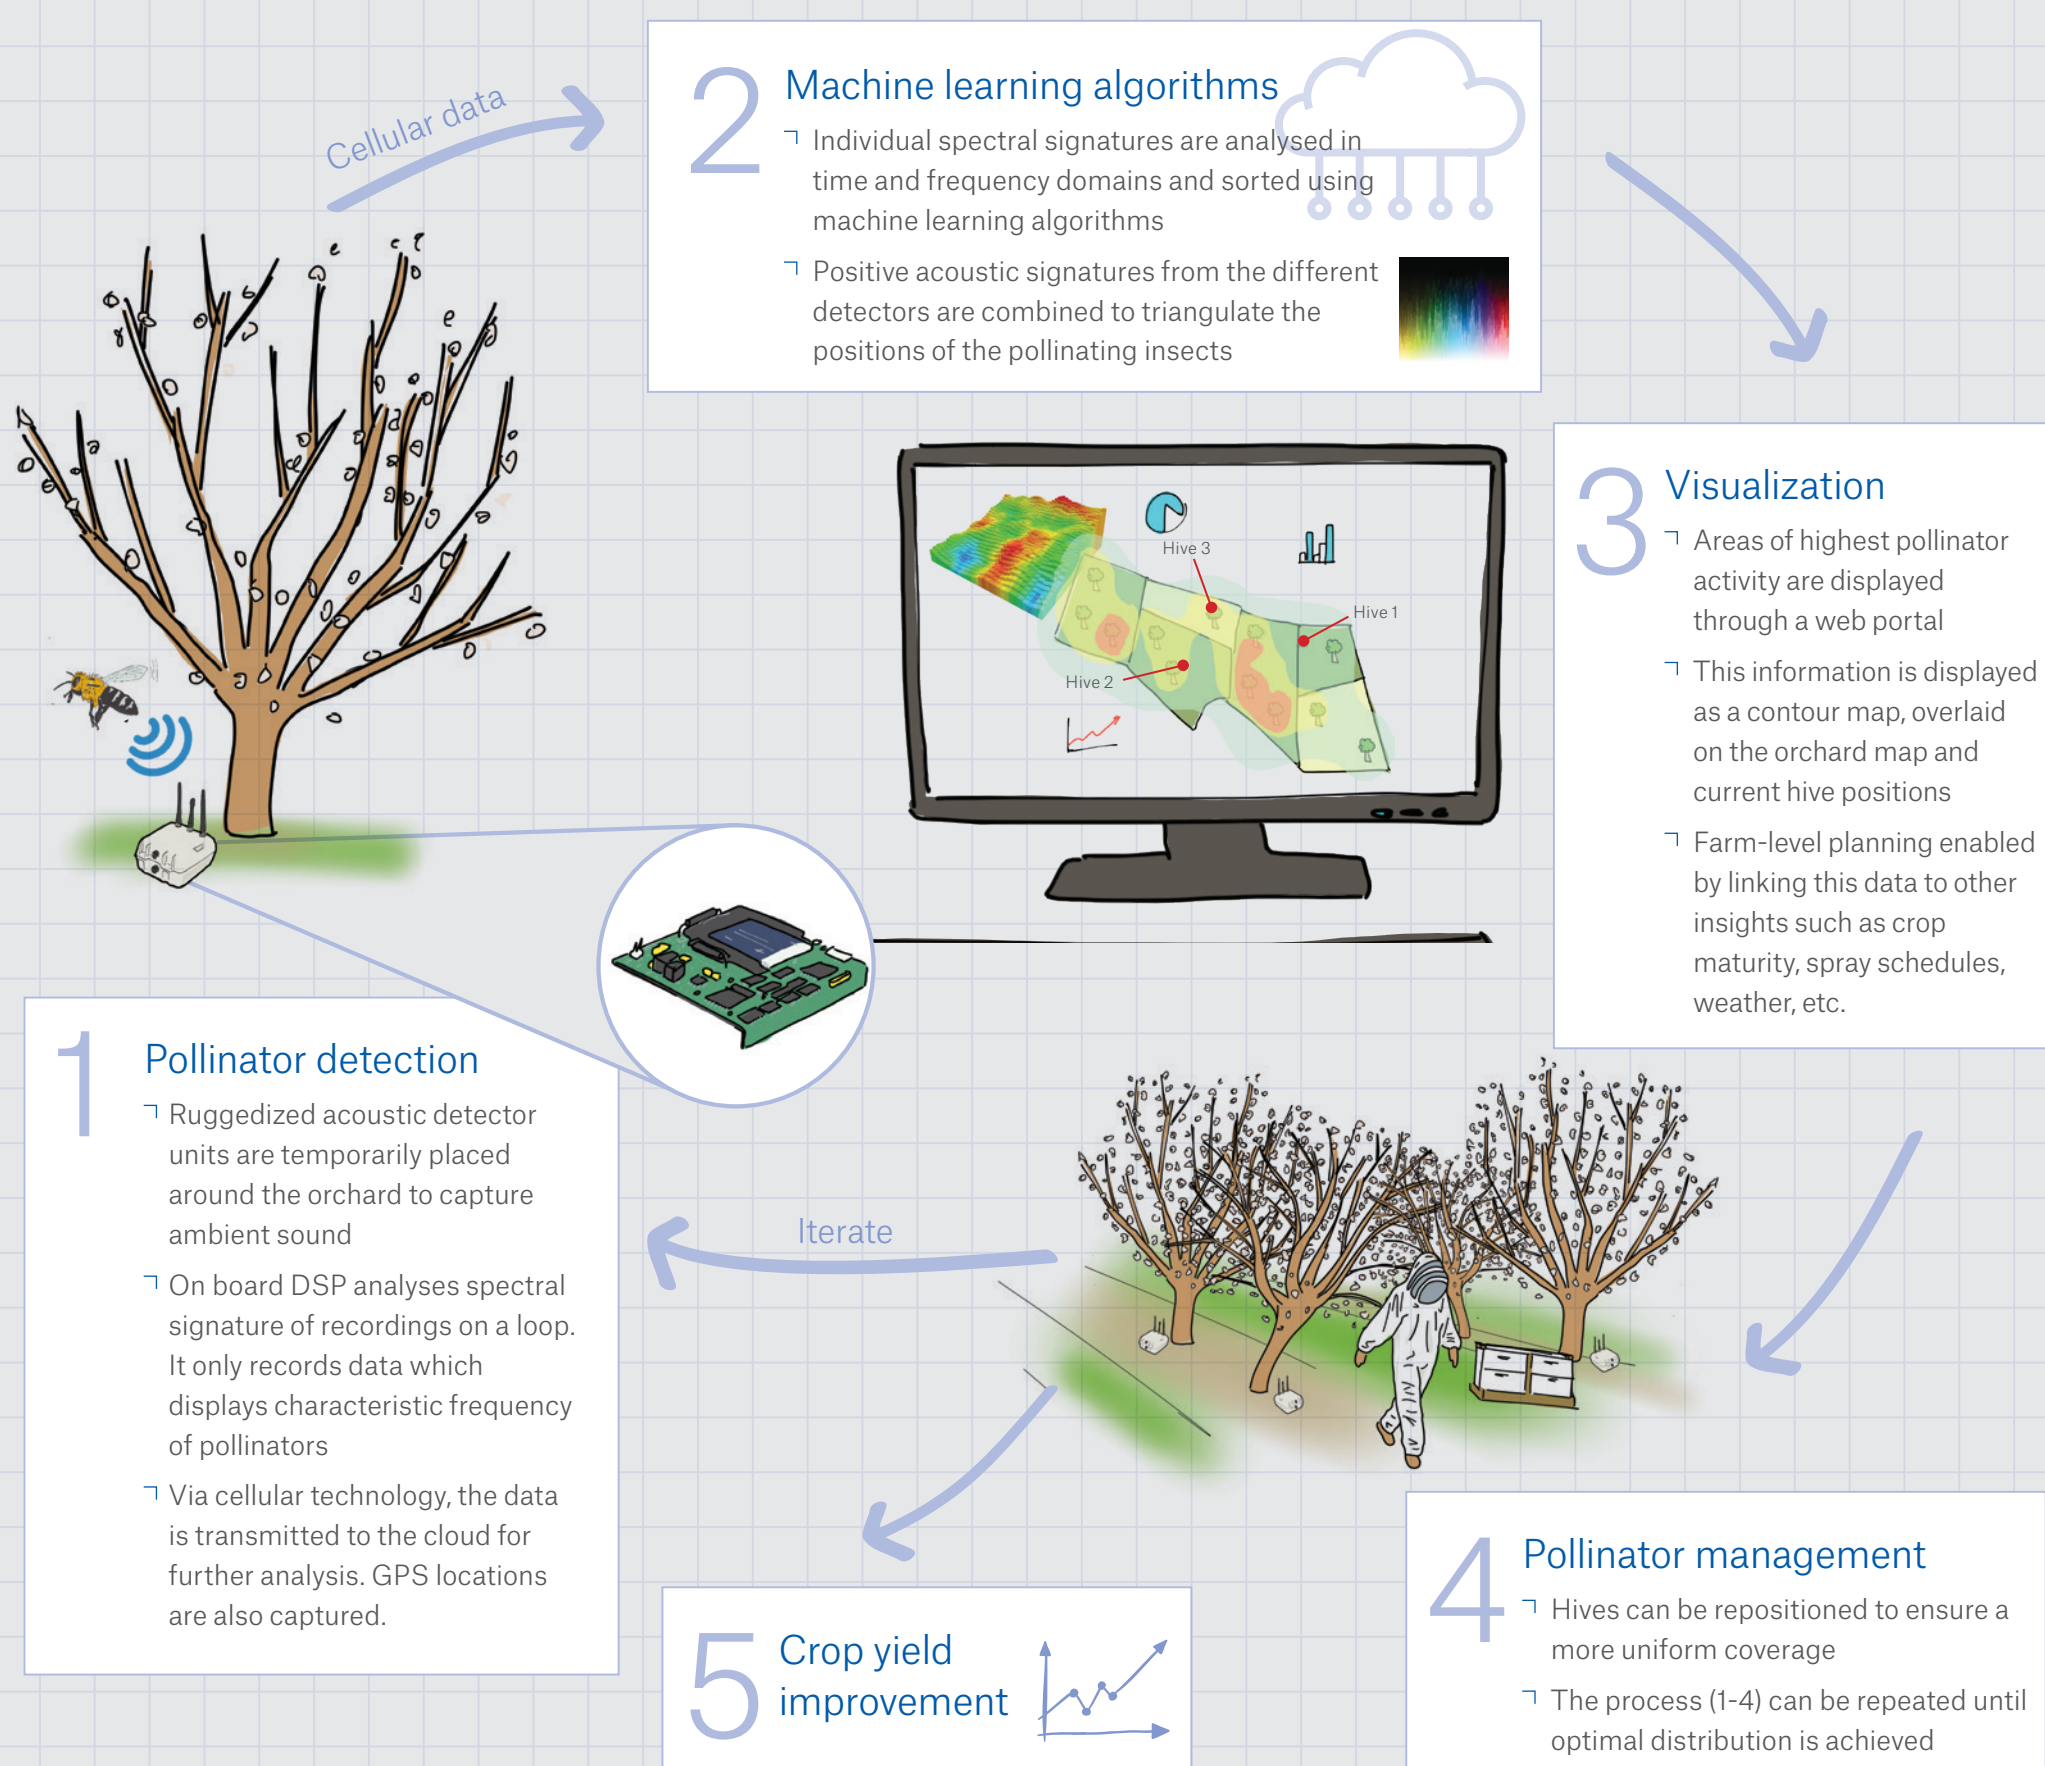 Cellular data
2
Machine learning algorithms
Individual spectral signatures are analysed in
time and frequency domains and sorted using
machine learning algorithms
Positive acoustic signatures from the different
detectors are combined to triangulate the
positions of the pollinating insects
Hive 3
Hive 1
Hive 2
3
Visualization
Areas of highest pollinator
activity are displayed
through a web portal
This information is displayed
as a contour map, overlaid
on the orchard map and
current hive positions
Farm-level planning enabled
by linking this data to other
insights such as crop
maturity, spray schedules,
weather, etc.
1
Pollinator detection
Ruggedized acoustic detector
units are temporarily placed
around the orchard to capture
ambient sound
On board DSP analyses spectral
signature of recordings on a loop.
It only records data which
displays characteristic frequency
of pollinators
Via cellular technology, the data
is transmitted to the cloud for
further analysis. GPS locations
are also captured.
Iterate
4
Pollinator management
Hives can be repositioned to ensure a
more uniform coverage
The process (1-4) can be repeated until
optimal distribution is achieved
5
Crop yield
improvement